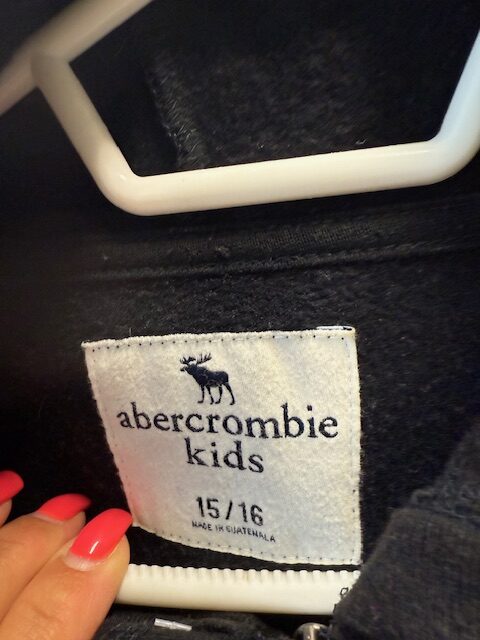 abercrombie
kids
15/16
MADE IN GUATEMALA